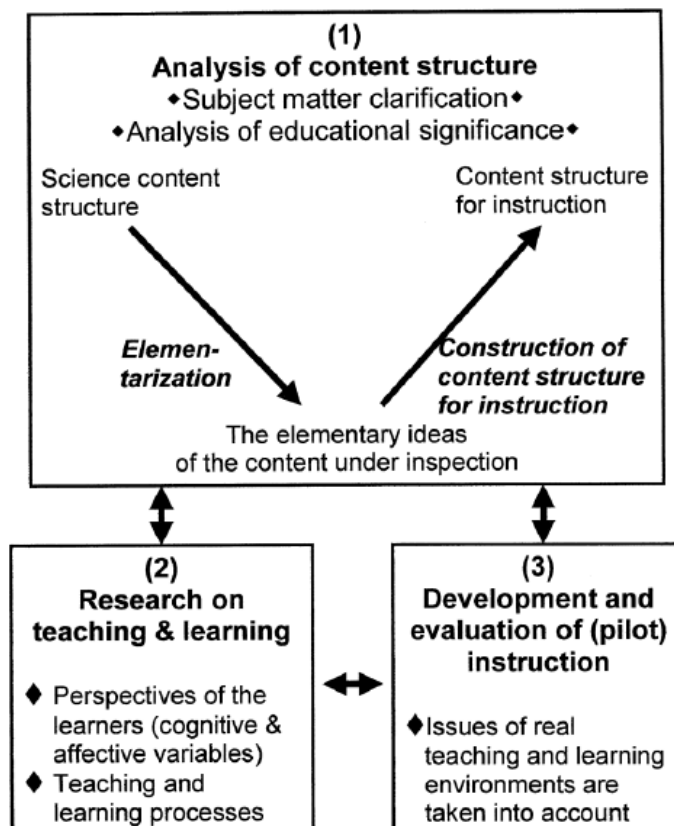 (1)
Analysis of content structure
◆Subject matter clarification◆
◆Analysis of educational significance◆
Science content
structure
Content structure
for instruction
Elemen-
tarization
Construction of
content structure
for instruction
The elementary ideas
of the content under inspection
(2)
Research on
teaching & learning
◆ Perspectives of the
learners (cognitive &
affective variables)
◆ Teaching and
learning processes
(3)
Development and
evaluation of (pilot)
instruction
◆Issues of real
teaching and learning
environments are
taken into account